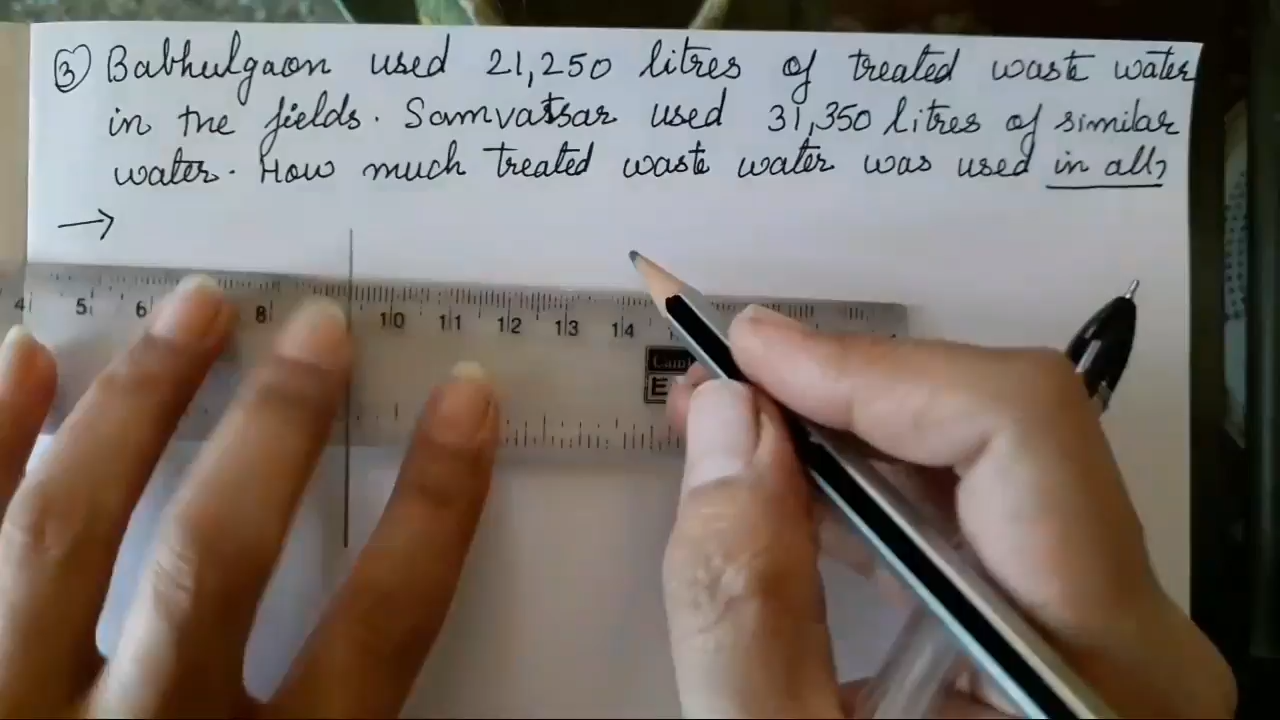 3 Babhulgaon used 21,250 litres of treated waste water
in the fields. Samvatsar used 31,350 litres of similar
water. How much treated waste water was used in all?
→
4 5 6 8 10 11 12 13 14